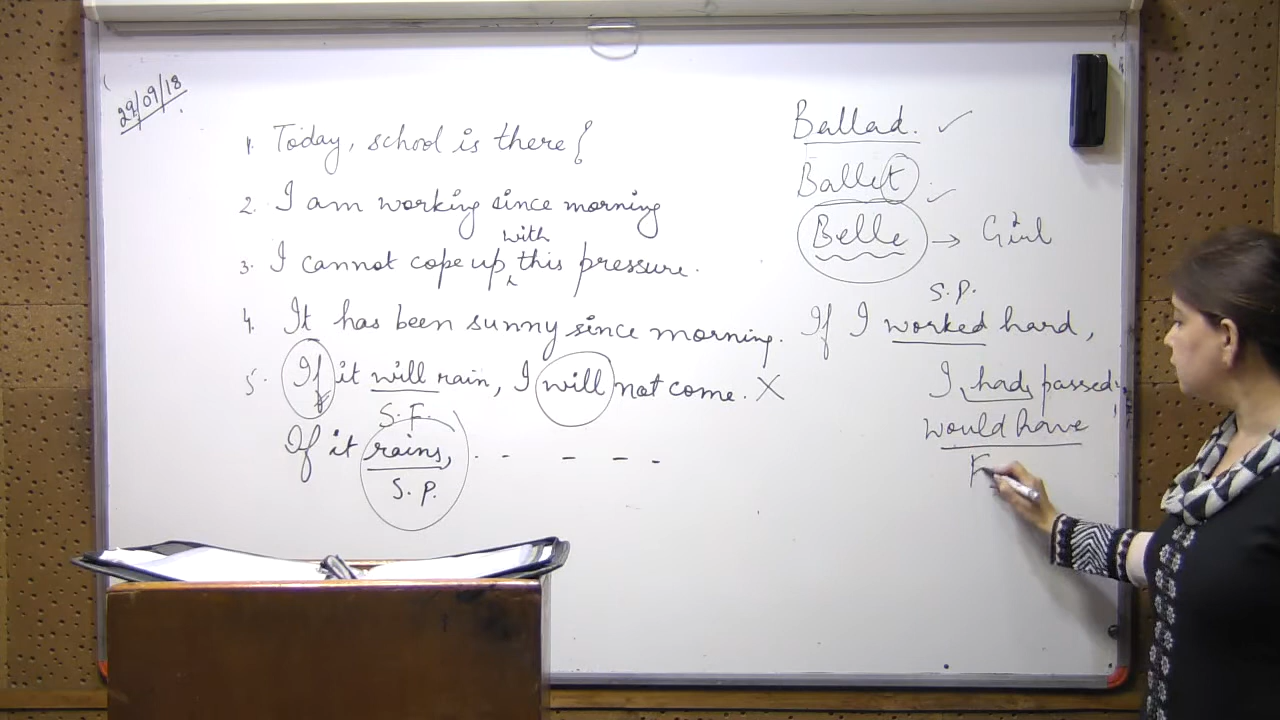 29/09/18
1. Today, school is there {
2. I am working since morning
with
3. I cannot cope up ‸ this pressure.
4. It has been sunny since morning.
5. If it will rain, I will not come. X
S.F.
If it rains, . - - - -
S.P.
Ballad. ✓
Ballet ✓
Belle → Girl
S.P.
If I worked hard,
I had passed.
would have
F